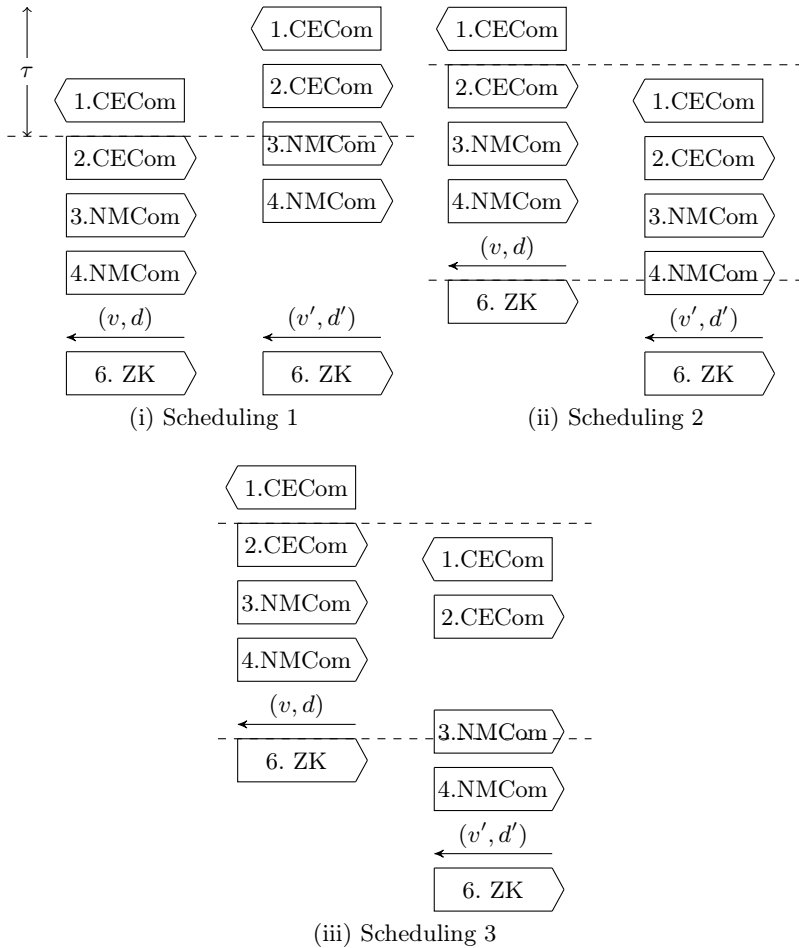 1.CECom
1.CECom
τ
2.CECom
1.CECom
2.CECom
3.NMCom
3.NMCom
4.NMCom
4.NMCom
(v, d)
(v′, d′)
6. ZK
6. ZK
(i) Scheduling 1
1.CECom
2.CECom
1.CECom
3.NMCom
2.CECom
4.NMCom
3.NMCom
(v, d)
4.NMCom
6. ZK
(v′, d′)
6. ZK
(ii) Scheduling 2
1.CECom
2.CECom
1.CECom
3.NMCom
2.CECom
4.NMCom
(v, d)
3.NMCom
6. ZK
4.NMCom
(v′, d′)
6. ZK
(iii) Scheduling 3